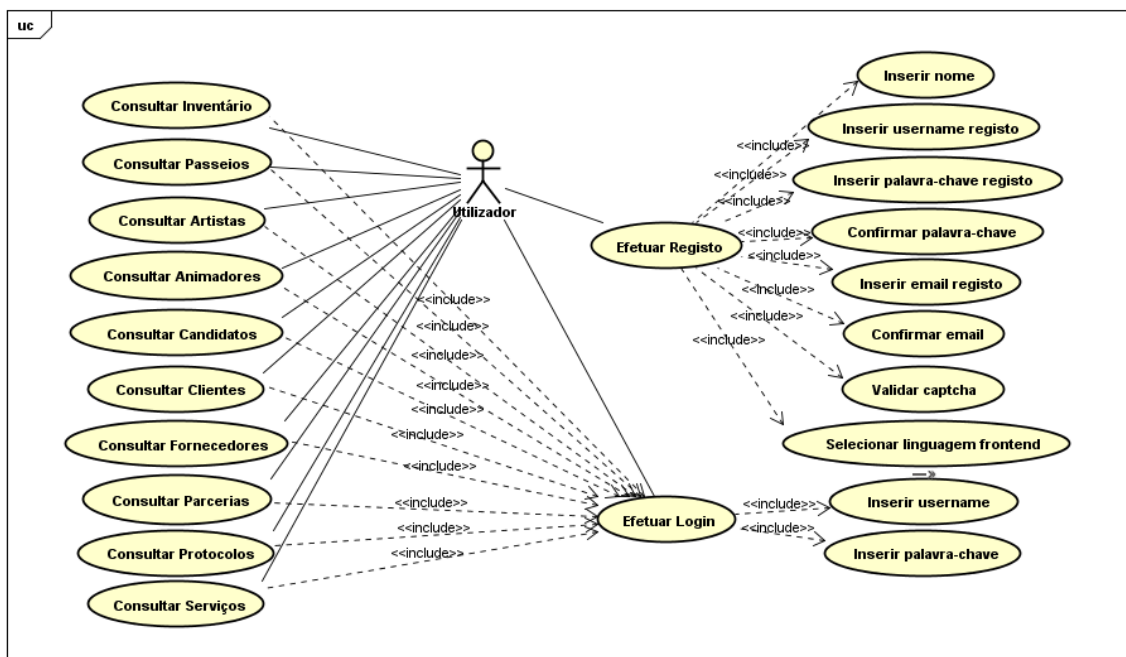 uc
Consultar Inventário
Consultar Passeios
Consultar Artistas
Consultar Animadores
Consultar Candidatos
Consultar Clientes
Consultar Fornecedores
Consultar Parcerias
Consultar Protocolos
Consultar Serviços
Utilizador
<<include>>
<<include>>
<<include>>
<<include>>
<<include>>
<<include>>
<<include>>
<<include>>
<<include>>
<<include>>
Efetuar Registo
Efetuar Login
<<include>>
<<include>>
<<include>>
<<include>>
<<include>>
<<include>>
<<include>>
<<include>>
<<include>>
<<include>>
Inserir nome
Inserir username registo
Inserir palavra-chave registo
Confirmar palavra-chave
Inserir email registo
Confirmar email
Validar captcha
Selecionar linguagem frontend
Inserir username
Inserir palavra-chave